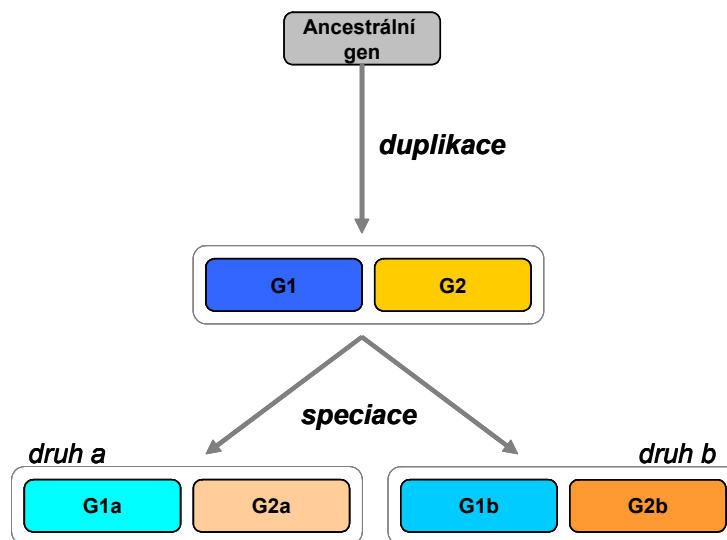 Ancestrální
gen
duplikace
G1
G2
speciace
druh a
druh b
G1a
G2a
G1b
G2b